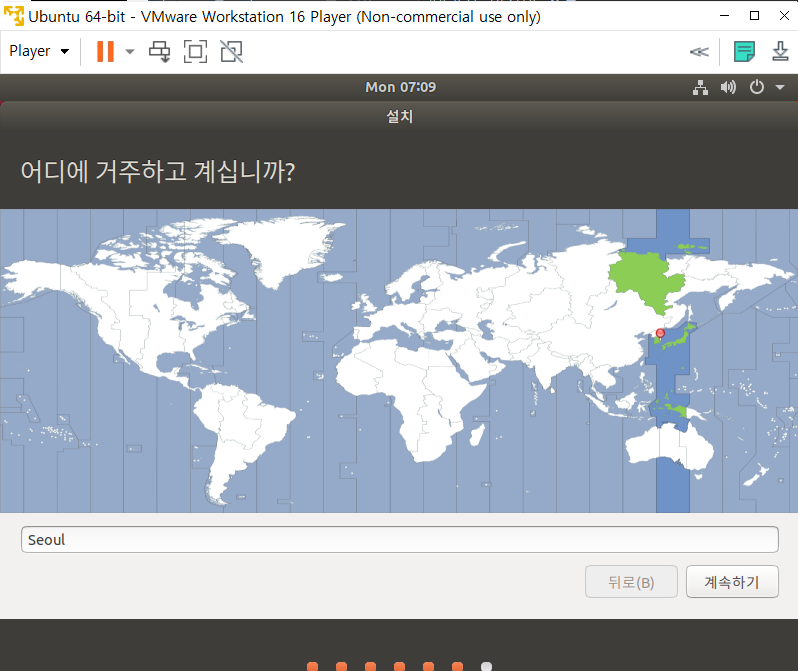 Ubuntu 64-bit - VMware Workstation 16 Player (Non-commercial use only)
Player
Mon 07:09
설치
어디에 거주하고 계십니까?
Seoul
뒤로(B)
계속하기